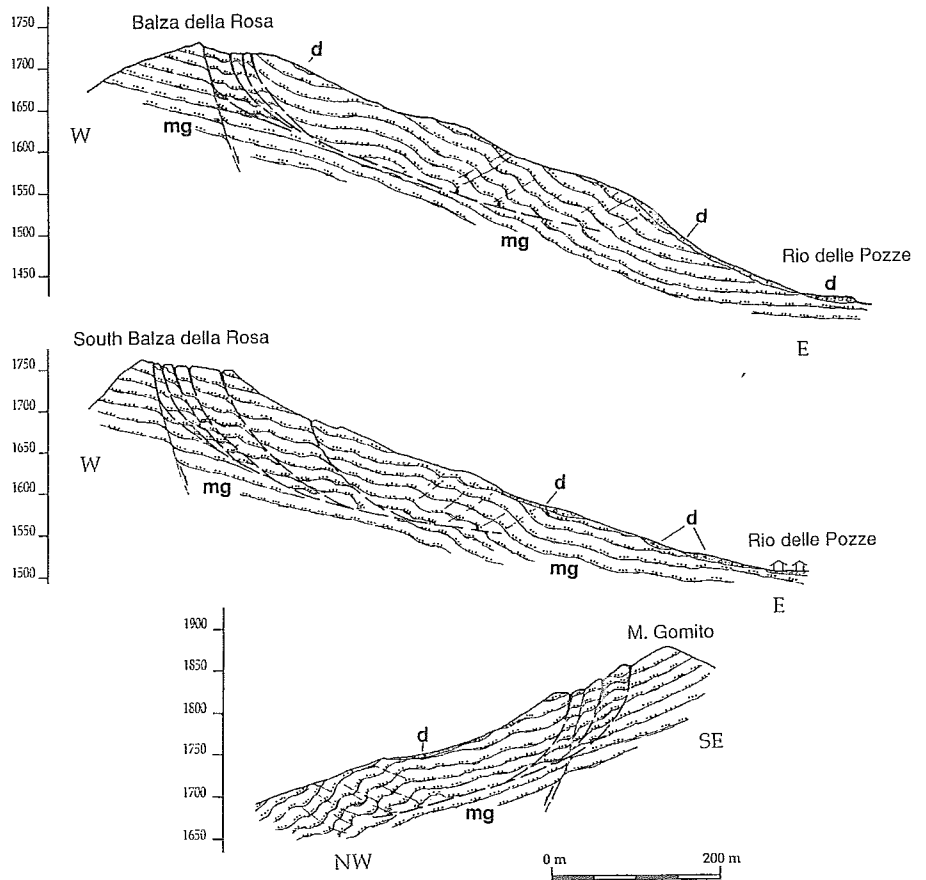 Balza della Rosa
1750
d
1700
1650
W
mg
1600
1550
mg
d
1500
Rio delle Pozze
1450
d
E
South Balza della Rosa
1750
1700
1650
W
mg
1600
d
d
1550
Rio delle Pozze
mg
1500
E
1900
M. Gomito
1850
1800
d
SE
1750
1700
mg
1650
NW
0 m 200 m